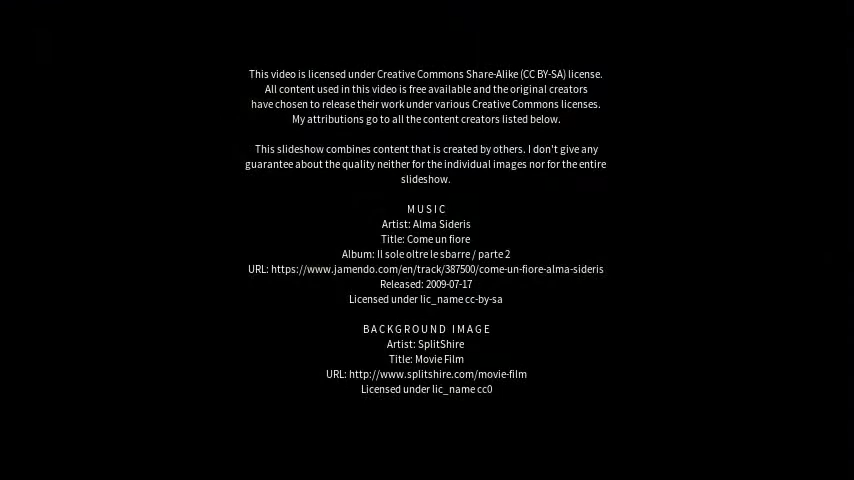 This video is licensed under Creative Commons Share-Alike (CC BY-SA) license.
All content used in this video is free available and the original creators
have chosen to release their work under various Creative Commons licenses.
My attributions go to all the content creators listed below.
This slideshow combines content that is created by others. I don't give any
guarantee about the quality neither for the individual images nor for the entire
slideshow.
MUSIC
Artist: Alma Sideris
Title: Come un fiore
Album: Il sole oltre le sbarre / parte 2
URL: https://www.jamendo.com/en/track/387500/come-un-fiore-alma-sideris
Released: 2009-07-17
Licensed under lic_name cc-by-sa
BACKGROUND IMAGE
Artist: SplitShire
Title: Movie Film
URL: http://www.splitshire.com/movie-film
Licensed under lic_name cc0